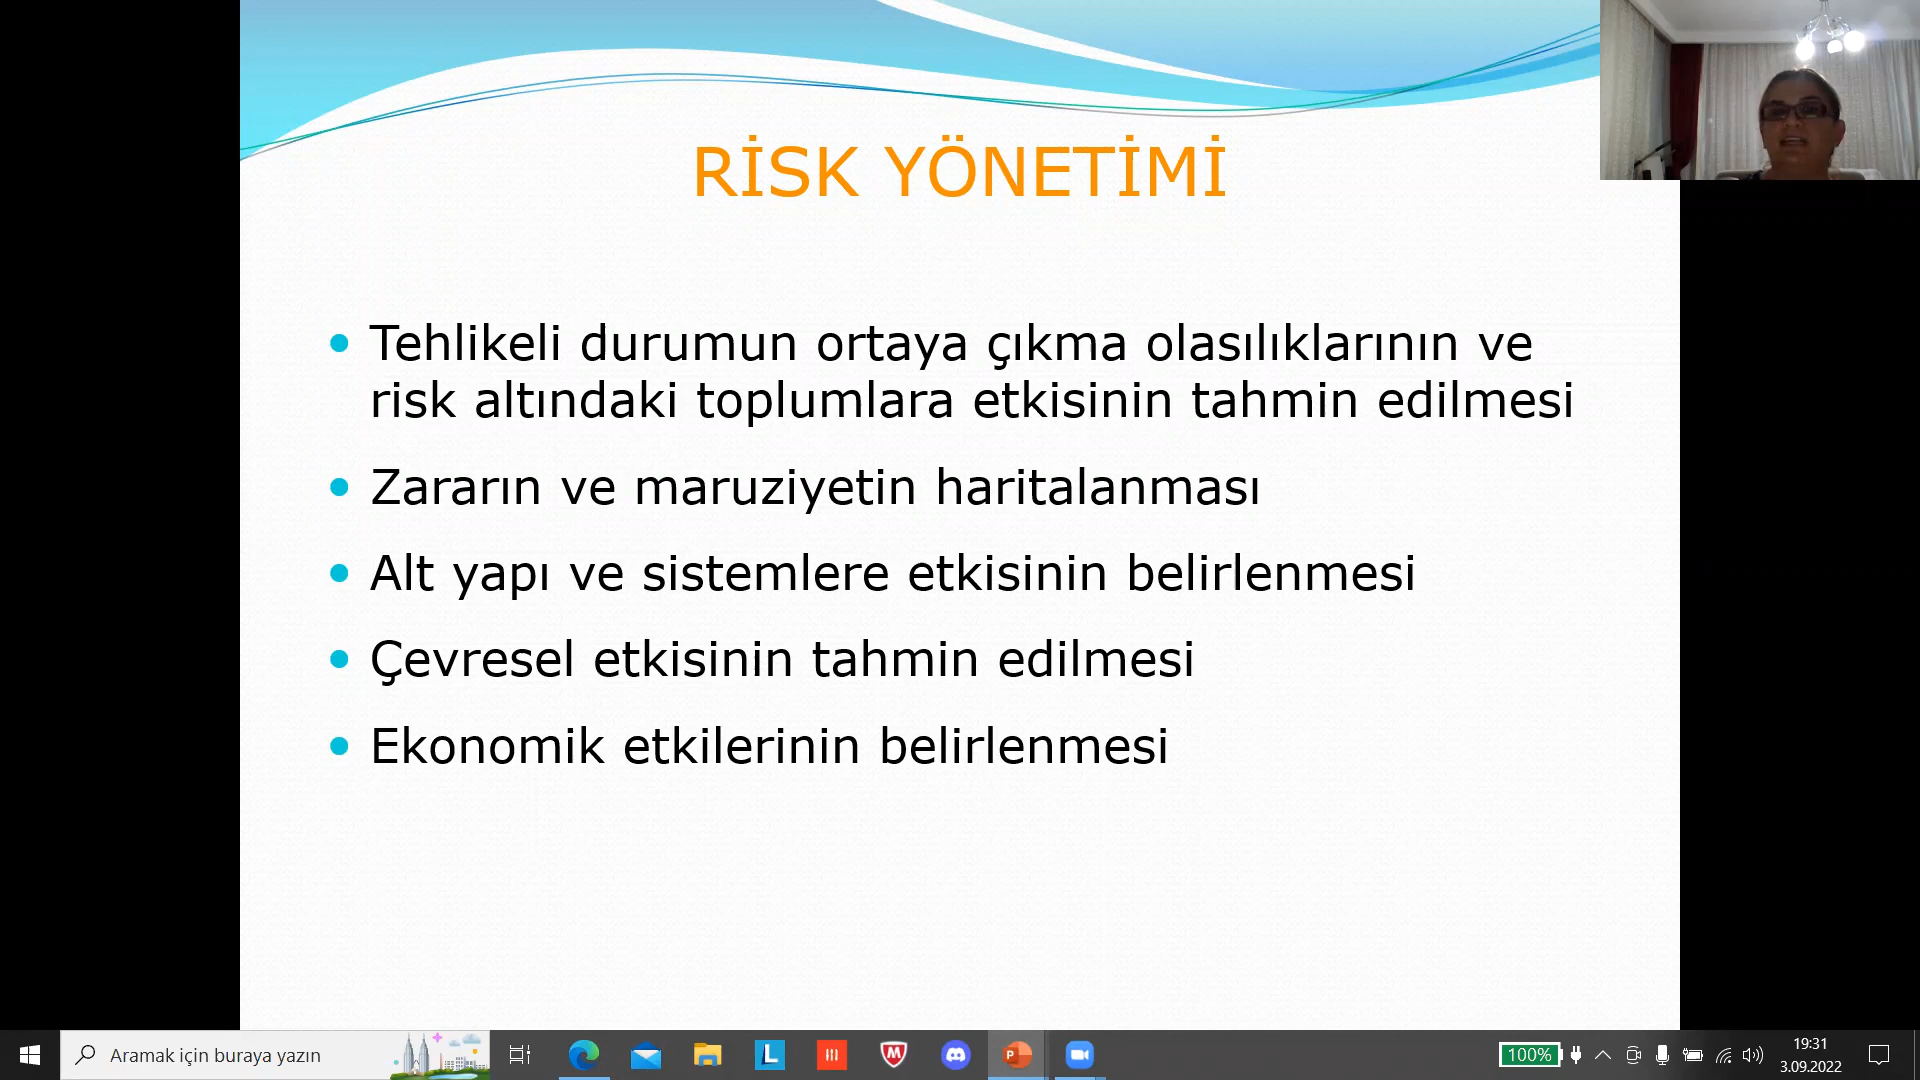 RİSK YÖNETİMİ
• Tehlikeli durumun ortaya çıkma olasılıklarının ve
risk altındaki toplumlara etkisinin tahmin edilmesi
• Zararın ve maruziyetin haritalanması
• Alt yapı ve sistemlere etkisinin belirlenmesi
• Çevresel etkisinin tahmin edilmesi
• Ekonomik etkilerinin belirlenmesi
Aramak için buraya yazın
100%
19:31
3.09.2022